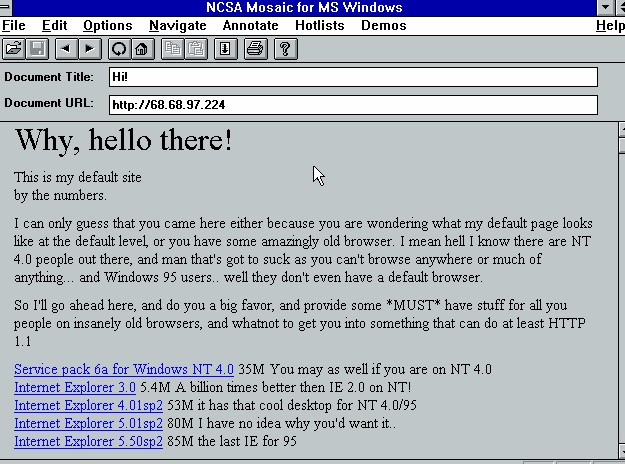 NCSA Mosaic for MS Windows
File Edit Options Navigate Annotate Hotlists Demos Help
Document Title: Hi!
Document URL: http://68.68.97.224
Why, hello there!
This is my default site
by the numbers.
I can only guess that you came here either because you are wondering what my default page looks
like at the default level, or you have some amazingly old browser. I mean hell I know there are NT
4.0 people out there, and man that's got to suck as you can't browse anywhere or much of
anything... and Windows 95 users.. well they don't even have a default browser.
So I'll go ahead here, and do you a big favor, and provide some *MUST* have stuff for all you
people on insanely old browsers, and whatnot to get you into something that can do at least HTTP
1.1
Service pack 6a for Windows NT 4.0 35M You may as well if you are on NT 4.0
Internet Explorer 3.0 5.4M A billion times better then IE 2.0 on NT!
Internet Explorer 4.01sp2 53M it has that cool desktop for NT 4.0/95
Internet Explorer 5.01sp2 80M I have no idea why you'd want it..
Internet Explorer 5.50sp2 85M the last IE for 95